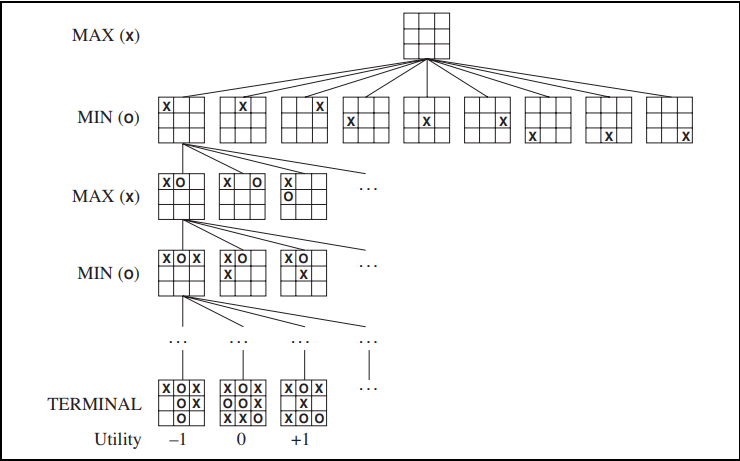 MAX (X)
MIN (O)
X X X X X X X X X
MAX (X)
X O X O X
O
...
MIN (O)
X O X X O X O
X X
...
... ... ... ...
TERMINAL
X O X X O X X O X
O X O O X X
O X X O X O O
...
Utility –1 0 +1